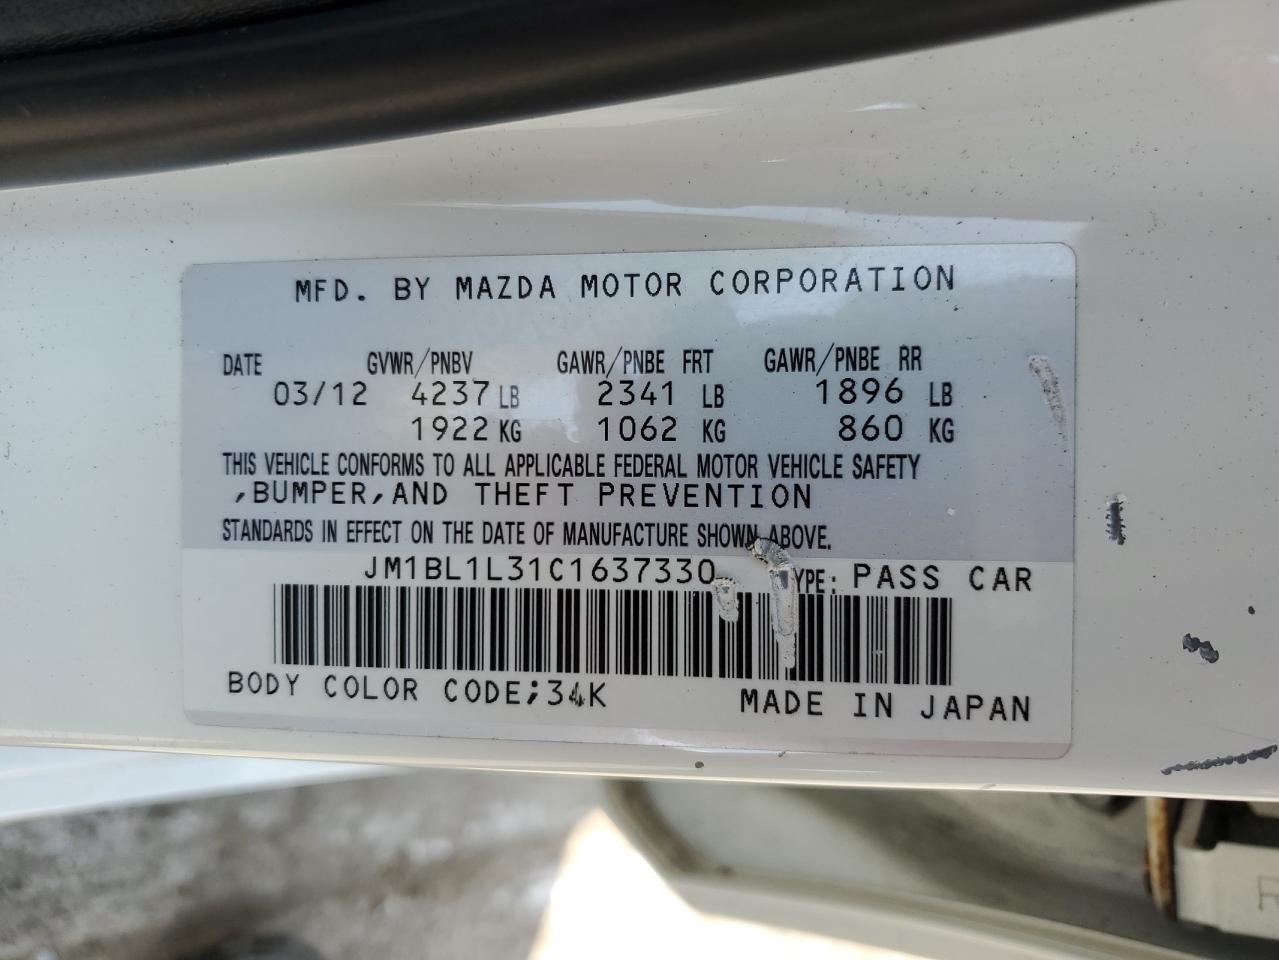 MFD. BY MAZDA MOTOR CORPORATION
DATE GVWR/PNBV GAWR/PNBE FRT GAWR/PNBE RR
03/12 4237 LB 2341 LB 1896 LB
1922 KG 1062 KG 860 KG
THIS VEHICLE CONFORMS TO ALL APPLICABLE FEDERAL MOTOR VEHICLE SAFETY
,BUMPER,AND THEFT PREVENTION
STANDARDS IN EFFECT ON THE DATE OF MANUFACTURE SHOWN ABOVE.
JM1BL1L31C1637330 YPE: PASS CAR
BODY COLOR CODE;34K MADE IN JAPAN